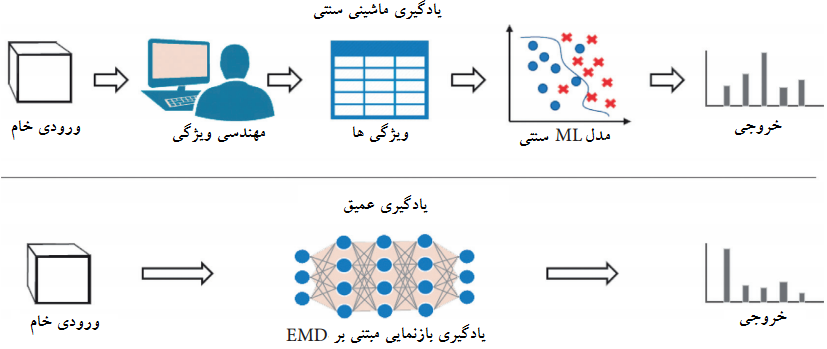 یادگیری ماشینی سنتی
ورودی خام
مهندسی ویژگی
ویژگی ها
مدل ML سنتی
خروجی
یادگیری عمیق
ورودی خام
یادگیری بازنمایی مبتنی بر EMD
خروجی